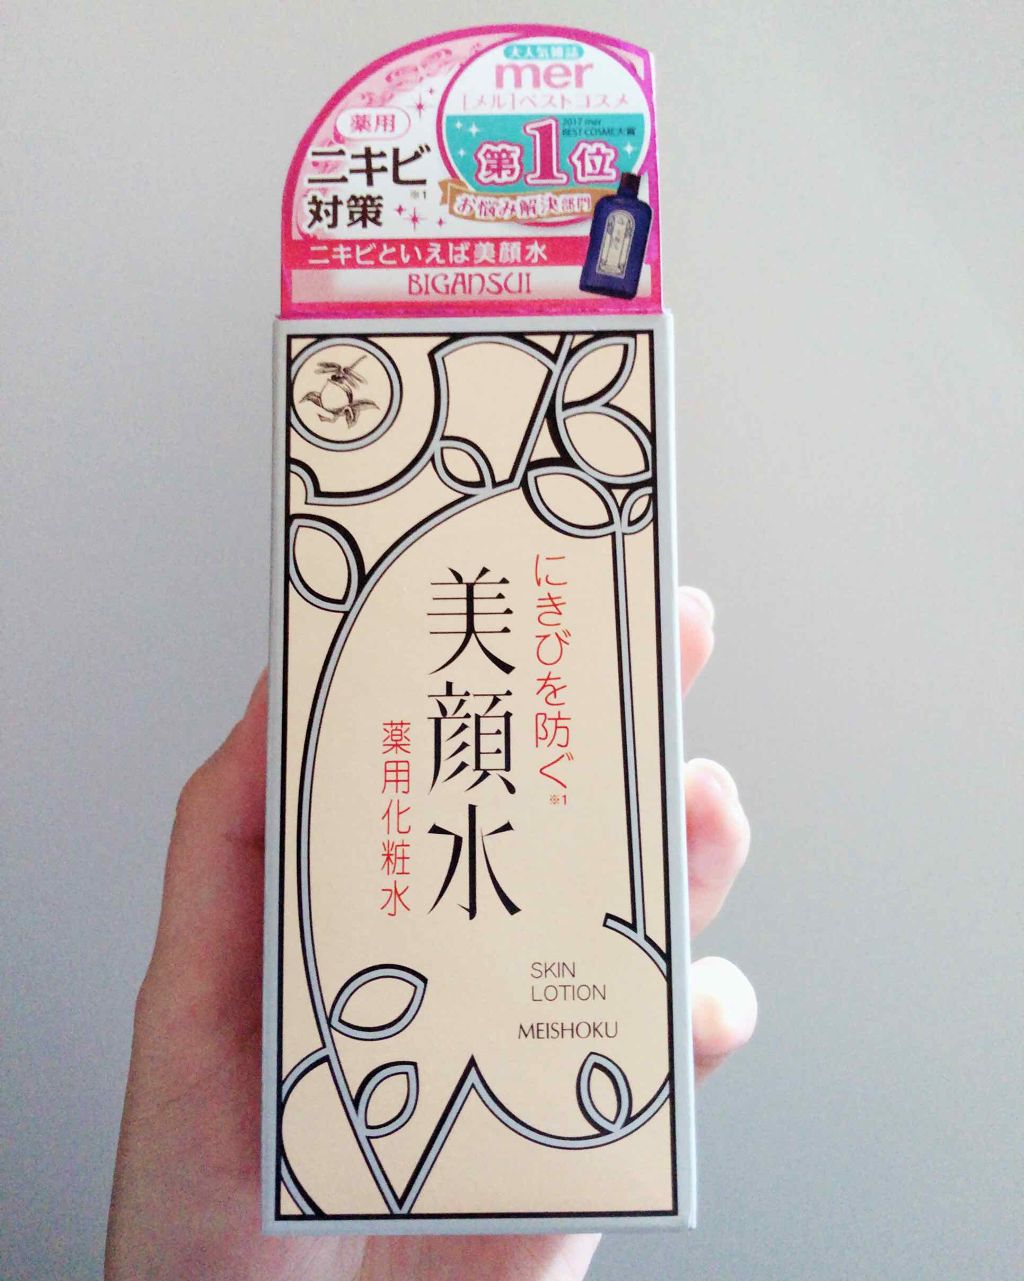 大人気雑誌
mer
[メル]ベストコスメ
2017 mer
BEST COSME大賞
第1位
お悩み解決部門
薬用
ニキビ
※1
対策
ニキビといえば美顔水
BIGANSUI
にきびを防ぐ※1
美顔水
薬用化粧水
SKIN
LOTION
MEISHOKU